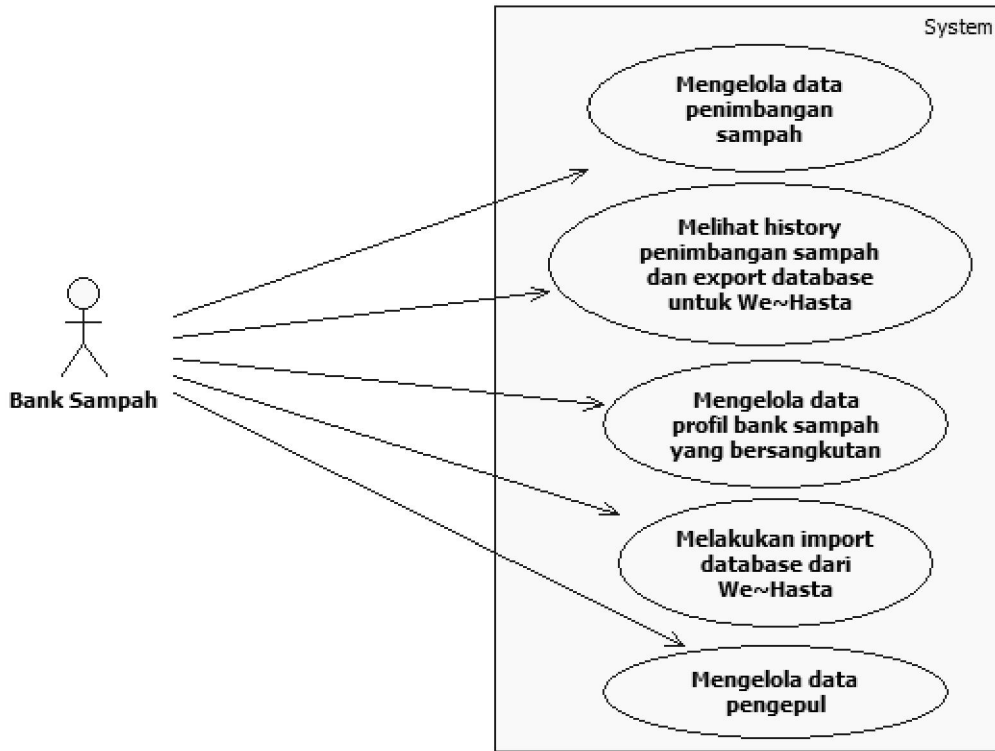 System
Mengelola data
penimbangan
sampah
Melihat history
penimbangan sampah
dan export database
untuk We~Hasta
Bank Sampah
Mengelola data
profil bank sampah
yang bersangkutan
Melakukan import
database dari
We~Hasta
Mengelola data
pengepul